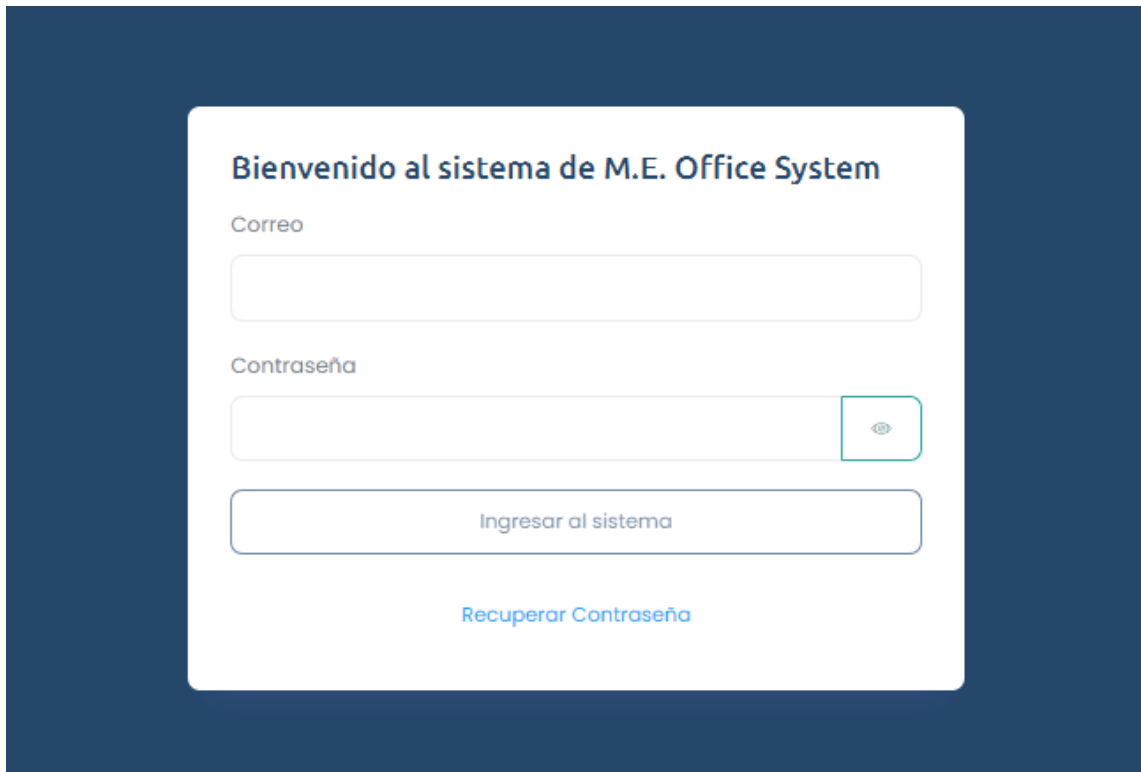 Bienvenido al sistema de M.E. Office System
Correo
Contraseña
Ingresar al sistema
Recuperar Contraseña